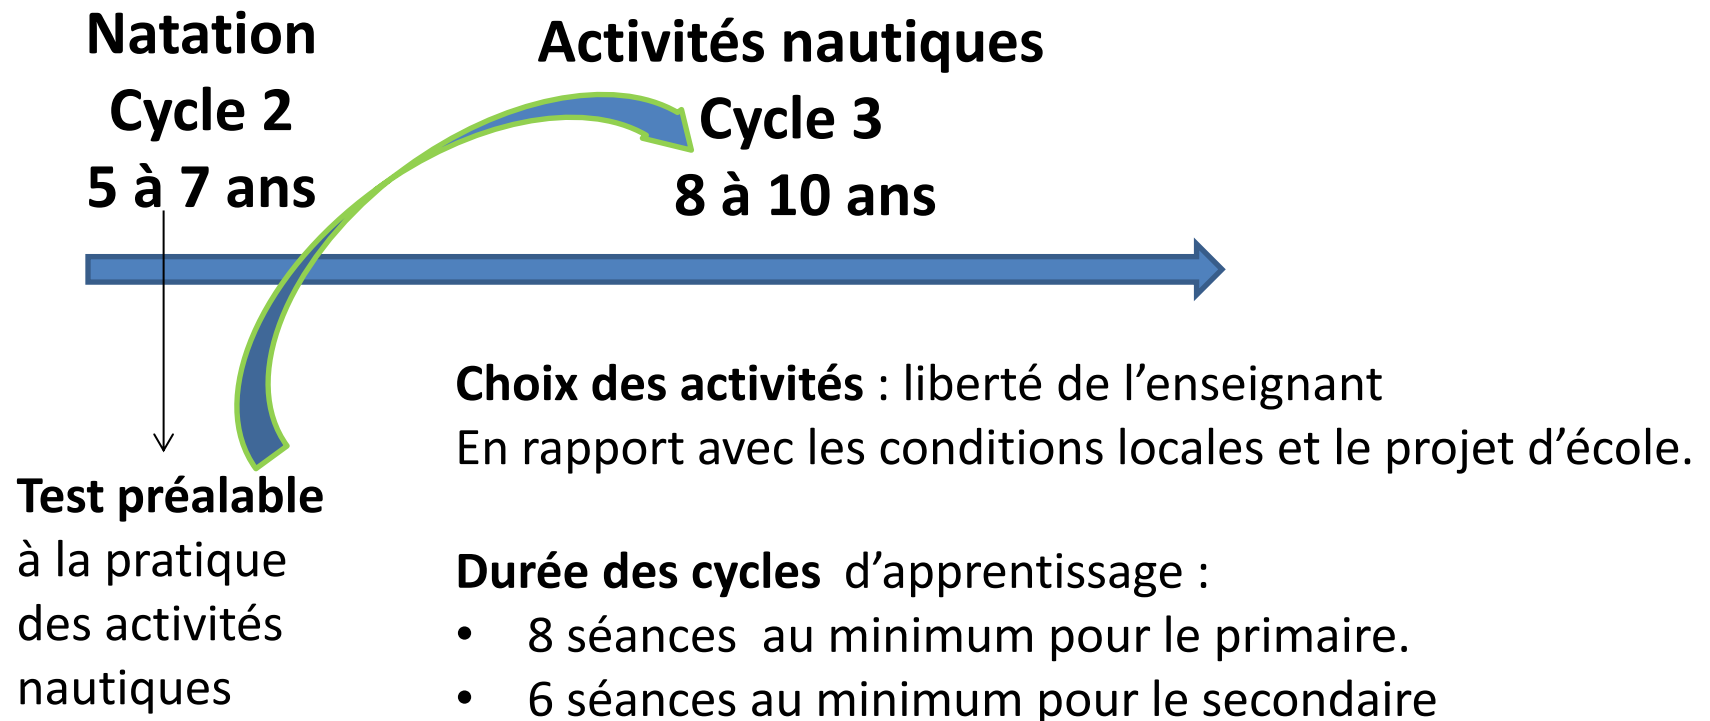 Natation
Cycle 2
5 à 7 ans
Activités nautiques
Cycle 3
8 à 10 ans
Test préalable
à la pratique
des activités
nautiques
Choix des activités : liberté de l’enseignant
En rapport avec les conditions locales et le projet d’école.
Durée des cycles d’apprentissage :
• 8 séances au minimum pour le primaire.
• 6 séances au minimum pour le secondaire